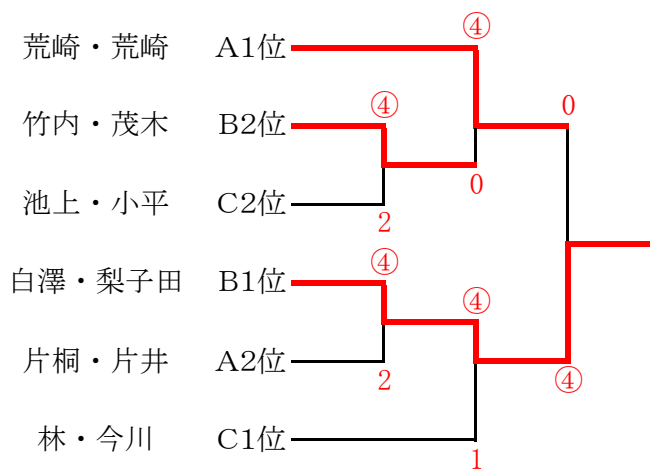 ④
荒崎・荒崎 A1位
④ 0
竹内・茂木 B2位
0
池上・小平 C2位
2
④
白澤・梨子田 B1位
④
片桐・片井 A2位
2 ④
林・今川 C1位
1